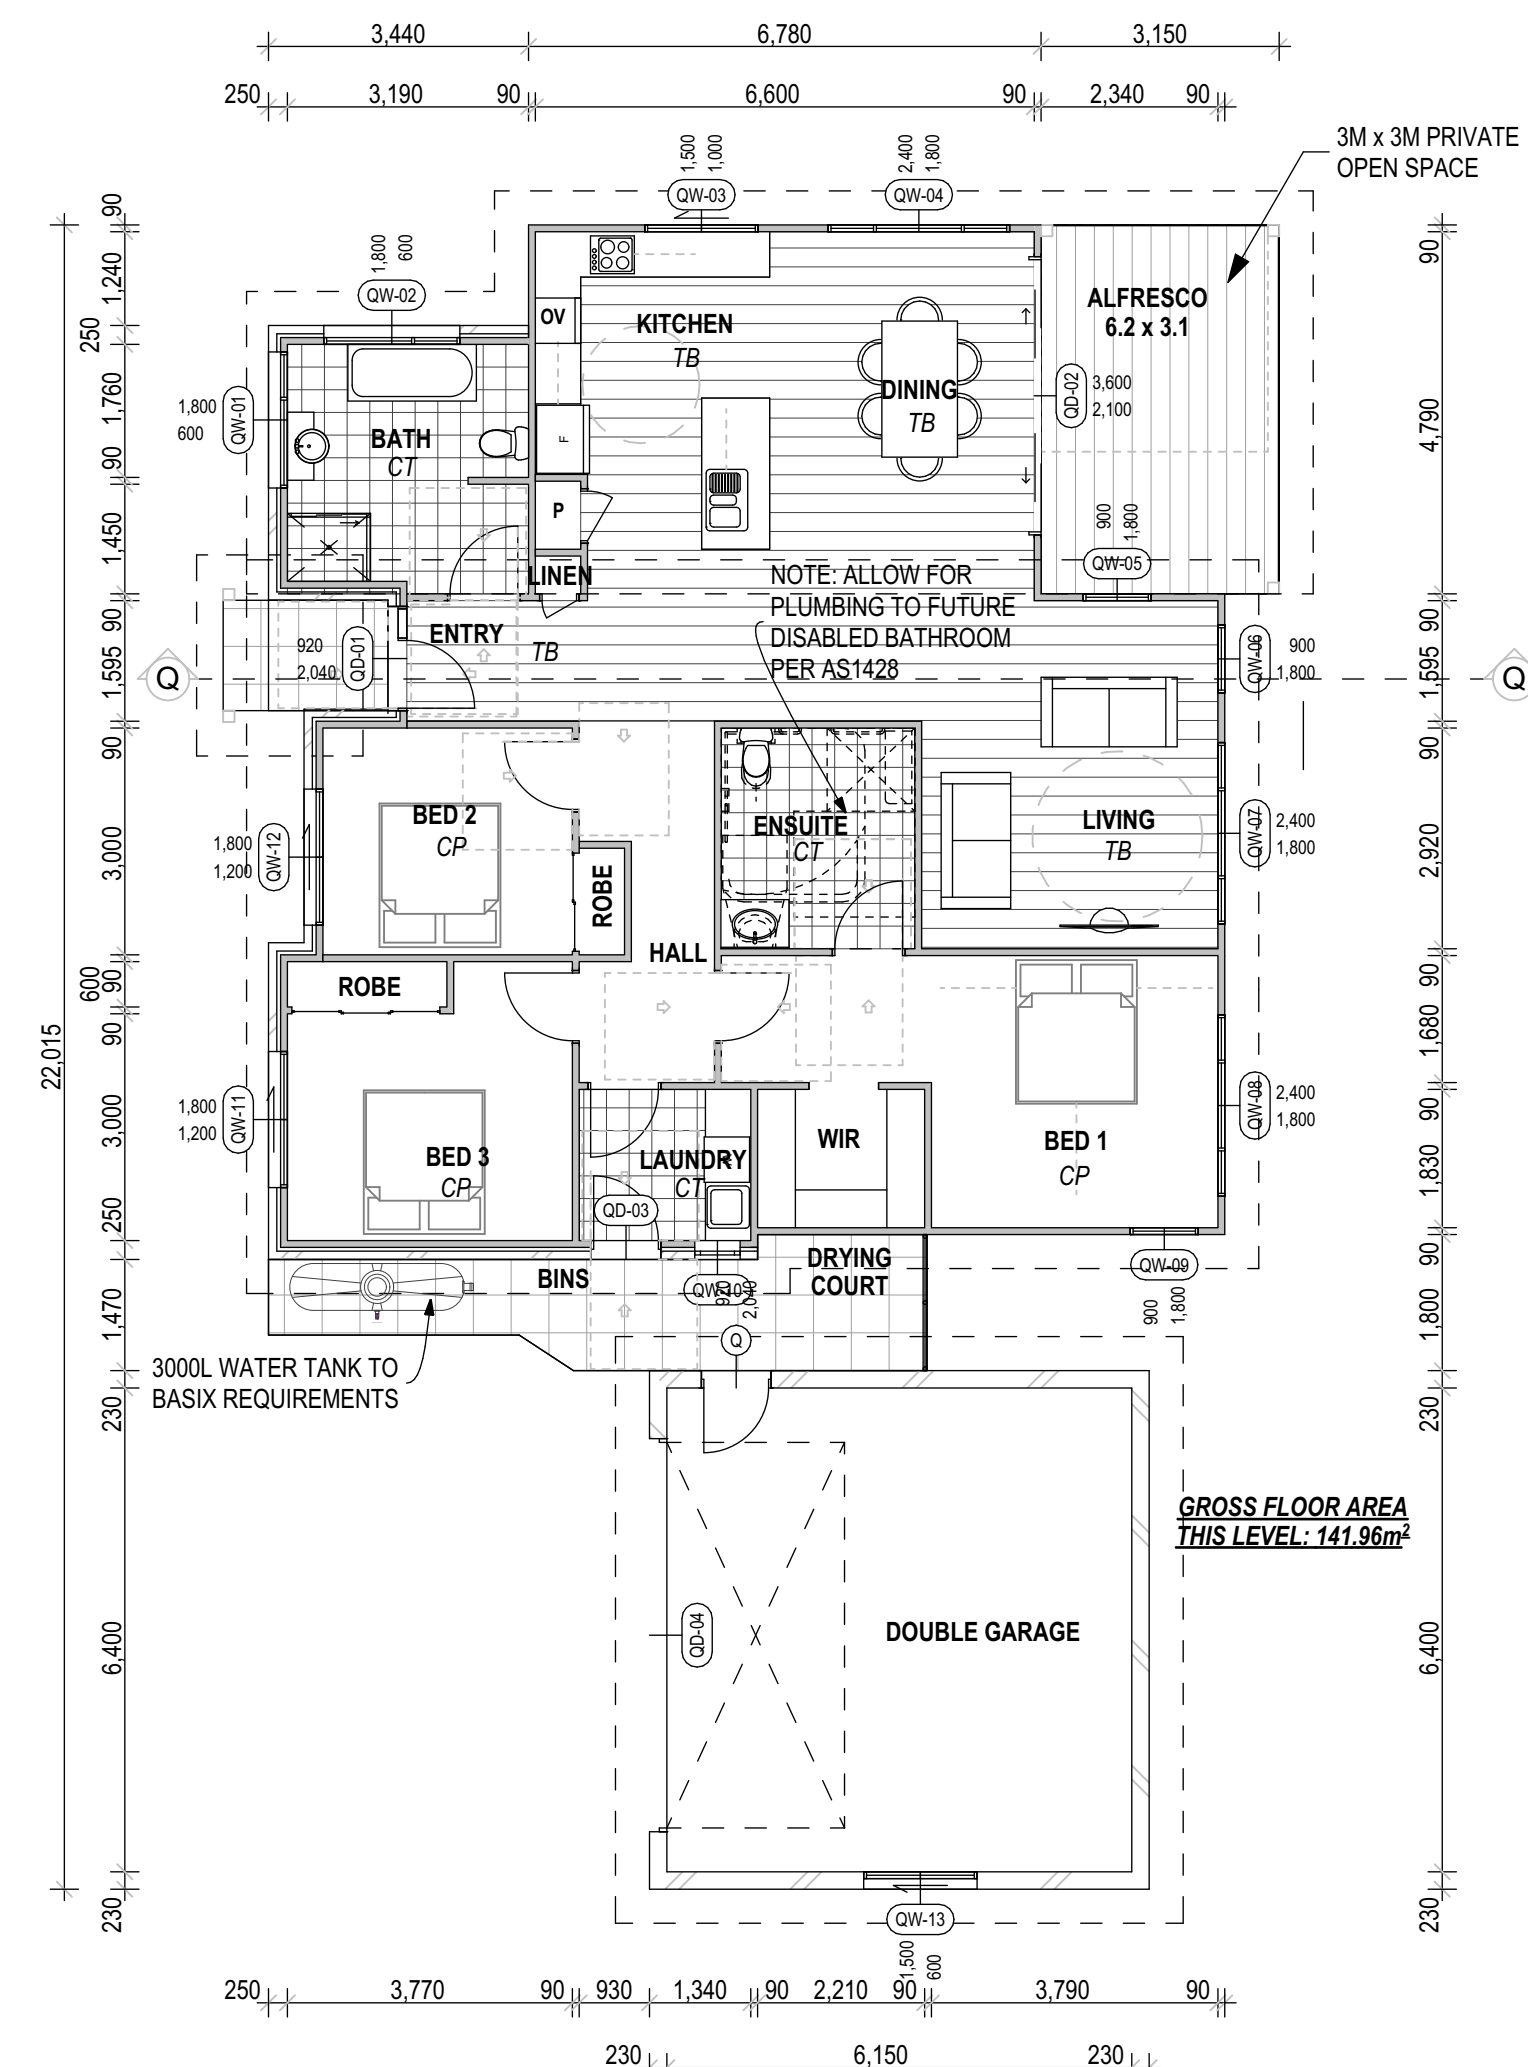 3,440 6,780 3,150
250 3,190 90 6,600 90 2,340 90
3M x 3M PRIVATE
OPEN SPACE
1,500
1,000
QW-03
2,400
1,800
QW-04
1,800
600
QW-02
1,800
600
QW-01
OV
KITCHEN
TB
F
P
LINEN
DINING
TB
ALFRESCO
6.2 x 3.1
QD-02
3,600
2,100
BATH
CT
900
1,800
QW-05
NOTE: ALLOW FOR
PLUMBING TO FUTURE
DISABLED BATHROOM
PER AS1428
ENTRY
TB
920
2,040
QD-01
Q
Q
QW-06
900
1,800
BED 2
CP
1,800
1,200
QW-12
ROBE
HALL
ENSUITE
CT
LIVING
TB
QW-07
2,400
1,800
ROBE
BED 3
CP
1,800
1,200
QW-11
LAUNDRY
CT
QD-03
WIR
BED 1
CP
QW-08
2,400
1,800
QW-09
900
1,800
BINS
DRYING
COURT
QW-10
920
2,040
Q
3000L WATER TANK TO
BASIX REQUIREMENTS
GROSS FLOOR AREA
THIS LEVEL: 141.96m²
DOUBLE GARAGE
QD-04
QW-13
1,500
600
22,015
90
1,240
250
1,760
90
1,450
90
1,595
90
3,000
90
600
90
3,000
250
1,470
230
6,400
230
90
4,790
90
1,595
90
2,920
90
1,680
90
1,830
90
1,800
230
6,400
230
250 3,770 90 930 1,340 90 2,210 90 3,790 90
230 6,150 230